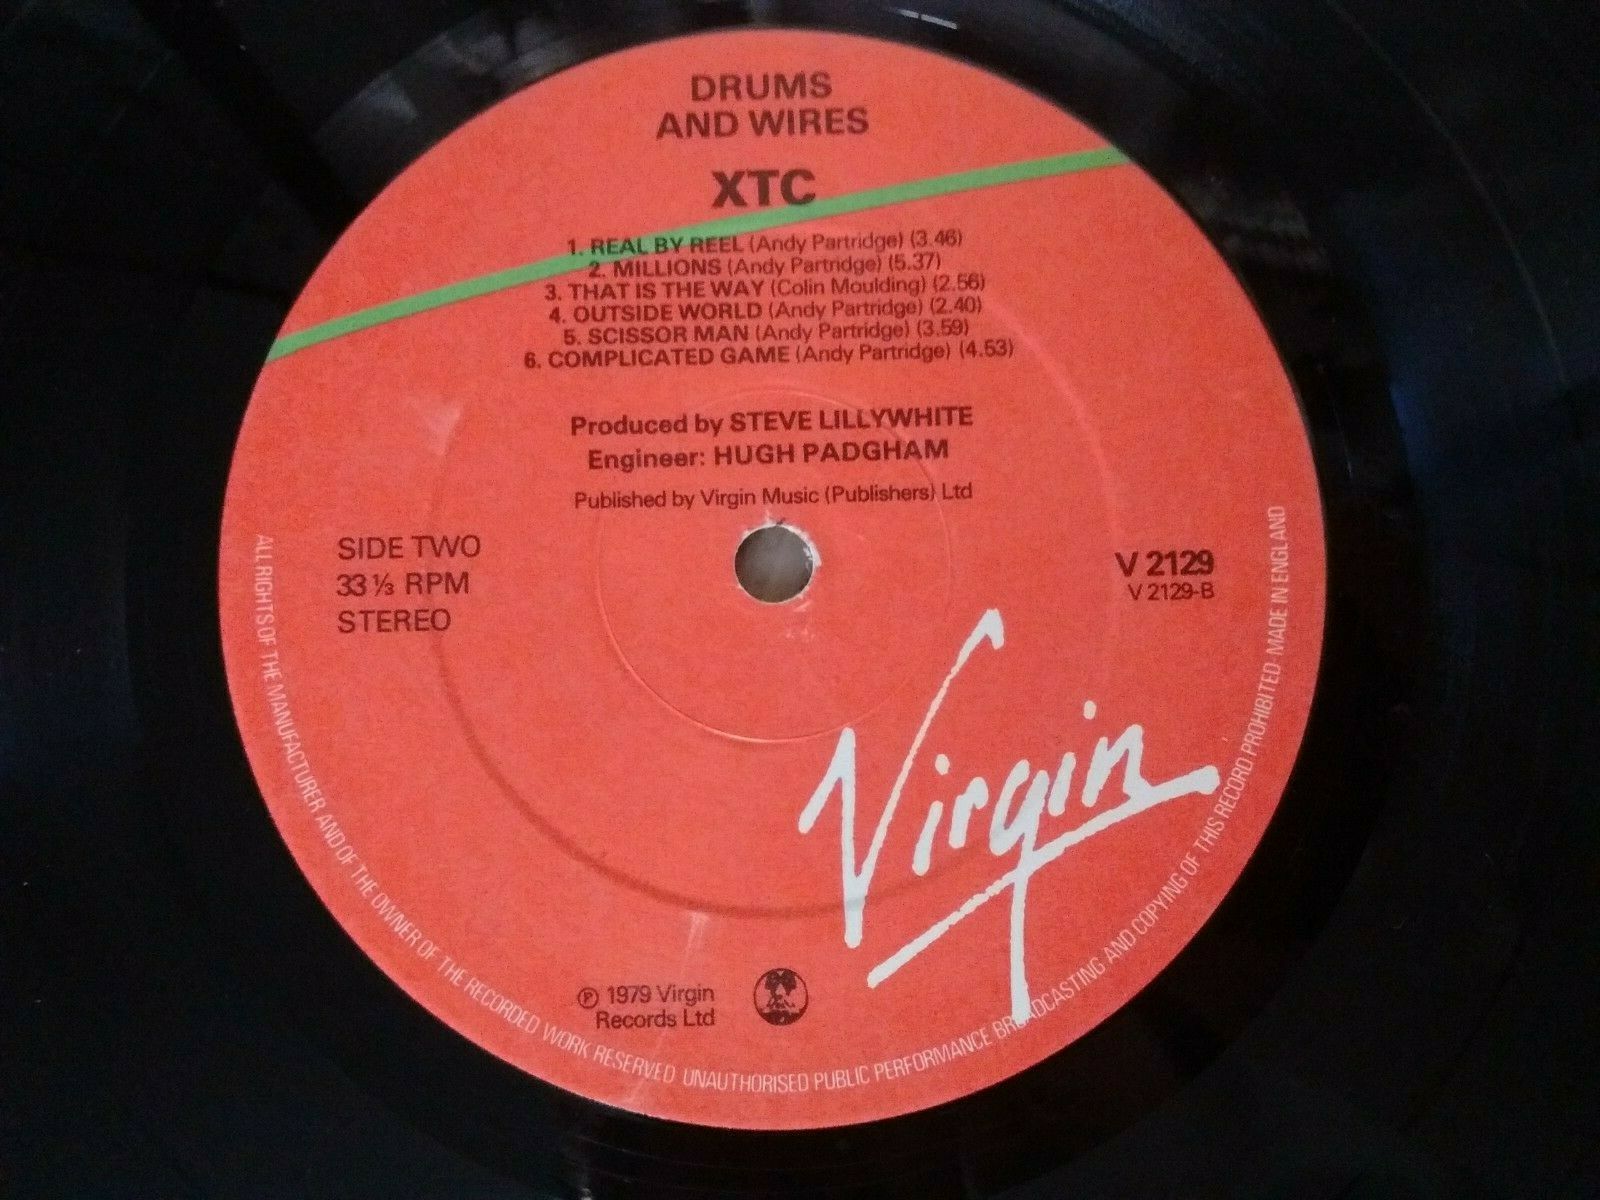 DRUMS
AND WIRES
XTC
1. REAL BY REEL (Andy Partridge) (3.46)
2. MILLIONS (Andy Partridge) (5.37)
3. THAT IS THE WAY (Colin Moulding) (2.56)
4. OUTSIDE WORLD (Andy Partridge) (2.40)
5. SCISSOR MAN (Andy Partridge) (3.59)
6. COMPLICATED GAME (Andy Partridge) (4.53)
Produced by STEVE LILLYWHITE
Engineer: HUGH PADGHAM
Published by Virgin Music (Publishers) Ltd
SIDE TWO
33⅓ RPM
STEREO
V 2129
V 2129-B
Virgin
℗ 1979 Virgin
Records Ltd
ALL RIGHTS OF THE MANUFACTURER AND OF THE OWNER OF THE RECORDED WORK RESERVED UNAUTHORISED PUBLIC PERFORMANCE BROADCASTING AND COPYING OF THIS RECORD PROHIBITED-MADE IN ENGLAND